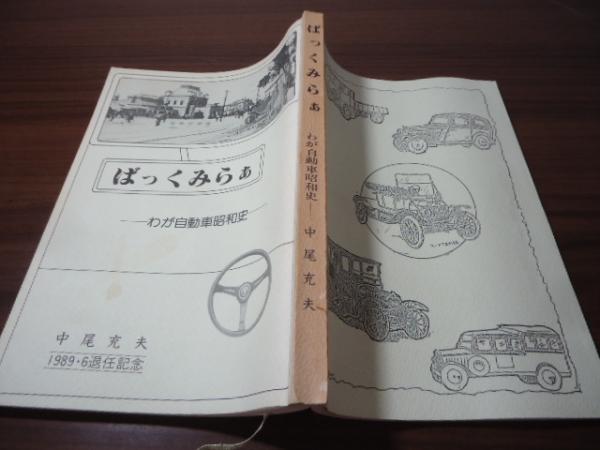 ばっくみらぁ
―わが自動車昭和史―
中尾充夫
1989・6退任記念
ばっくみらぁ
―わが自動車昭和史―
中尾充夫